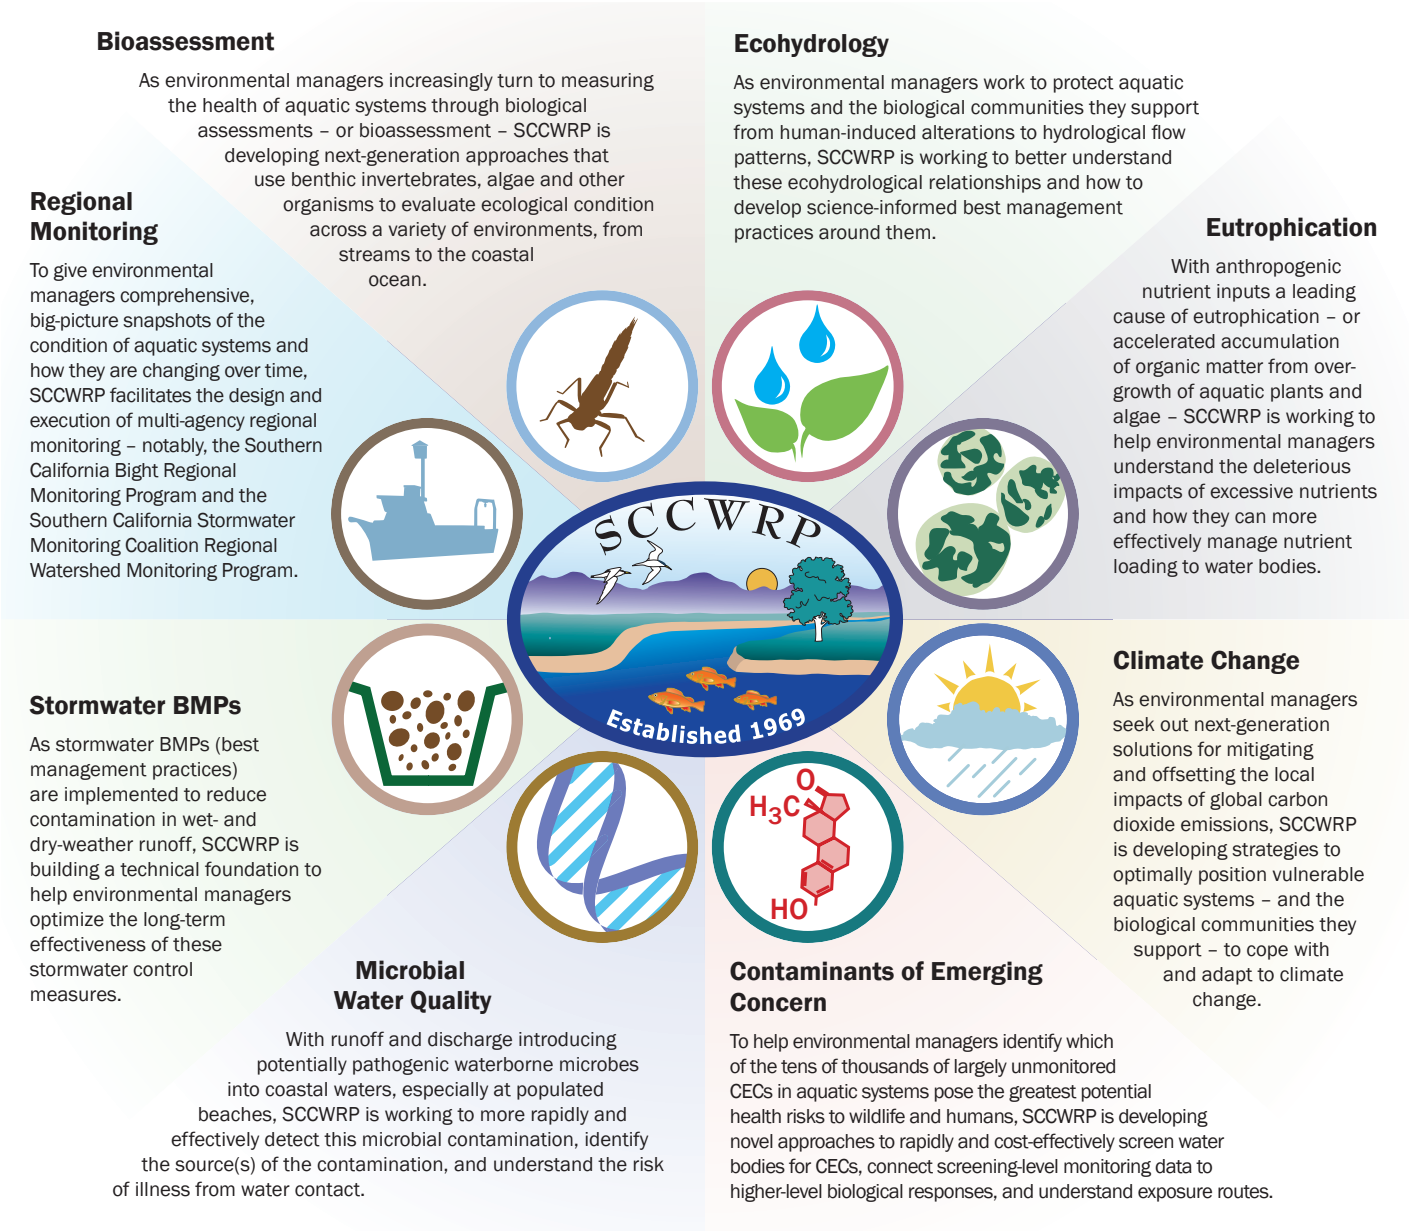 Bioassessment
As environmental managers increasingly turn to measuring
the health of aquatic systems through biological
assessments – or bioassessment – SCCWRP is
developing next-generation approaches that
use benthic invertebrates, algae and other
organisms to evaluate ecological condition
across a variety of environments, from
streams to the coastal
ocean.
Ecohydrology
As environmental managers work to protect aquatic
systems and the biological communities they support
from human-induced alterations to hydrological flow
patterns, SCCWRP is working to better understand
these ecohydrological relationships and how to
develop science-informed best management
practices around them.
Regional
Monitoring
To give environmental
managers comprehensive,
big-picture snapshots of the
condition of aquatic systems and
how they are changing over time,
SCCWRP facilitates the design and
execution of multi-agency regional
monitoring – notably, the Southern
California Bight Regional
Monitoring Program and the
Southern California Stormwater
Monitoring Coalition Regional
Watershed Monitoring Program.
Eutrophication
With anthropogenic
nutrient inputs a leading
cause of eutrophication – or
accelerated accumulation
of organic matter from over-
growth of aquatic plants and
algae – SCCWRP is working to
help environmental managers
understand the deleterious
impacts of excessive nutrients
and how they can more
effectively manage nutrient
loading to water bodies.
SCCWRP
Established 1969
Stormwater BMPs
As stormwater BMPs (best
management practices)
are implemented to reduce
contamination in wet- and
dry-weather runoff, SCCWRP is
building a technical foundation to
help environmental managers
optimize the long-term
effectiveness of these
stormwater control
measures.
Climate Change
As environmental managers
seek out next-generation
solutions for mitigating
and offsetting the local
impacts of global carbon
dioxide emissions, SCCWRP
is developing strategies to
optimally position vulnerable
aquatic systems – and the
biological communities they
support – to cope with
and adapt to climate
change.
O
H3C
HO
Microbial
Water Quality
With runoff and discharge introducing
potentially pathogenic waterborne microbes
into coastal waters, especially at populated
beaches, SCCWRP is working to more rapidly and
effectively detect this microbial contamination, identify
the source(s) of the contamination, and understand the risk
of illness from water contact.
Contaminants of Emerging
Concern
To help environmental managers identify which
of the tens of thousands of largely unmonitored
CECs in aquatic systems pose the greatest potential
health risks to wildlife and humans, SCCWRP is developing
novel approaches to rapidly and cost-effectively screen water
bodies for CECs, connect screening-level monitoring data to
higher-level biological responses, and understand exposure routes.